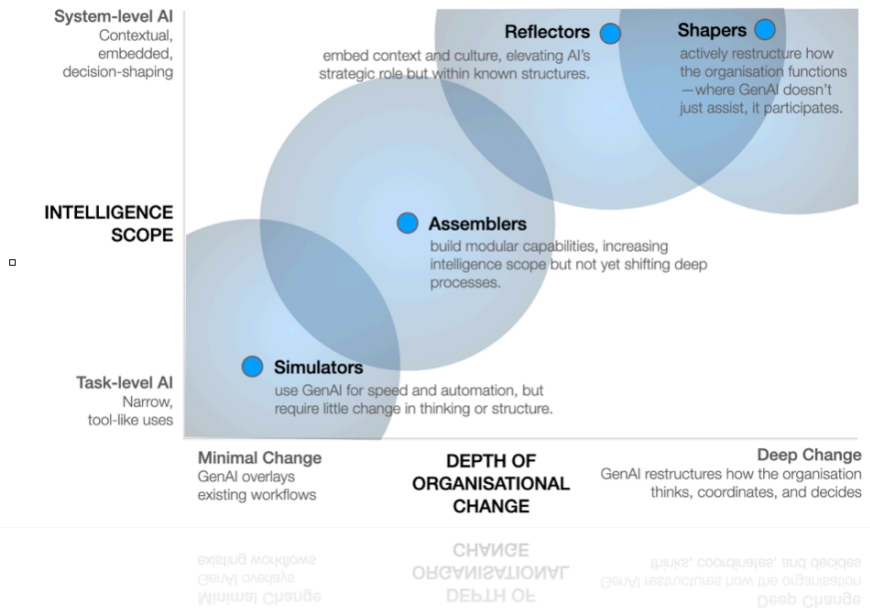 System-level AI
Contextual,
embedded,
decision-shaping
Reflectors
embed context and culture, elevating AI's
strategic role but within known structures.
Shapers
actively restructure how
the organisation functions
—where GenAI doesn't
just assist, it participates.
INTELLIGENCE
SCOPE
Assemblers
build modular capabilities, increasing
intelligence scope but not yet shifting deep
processes.
Task-level AI
Narrow,
tool-like uses
Simulators
use GenAI for speed and automation, but
require little change in thinking or structure.
Minimal Change
GenAI overlays
existing workflows
DEPTH OF
ORGANISATIONAL
CHANGE
Deep Change
GenAI restructures how the organisation
thinks, coordinates, and decides